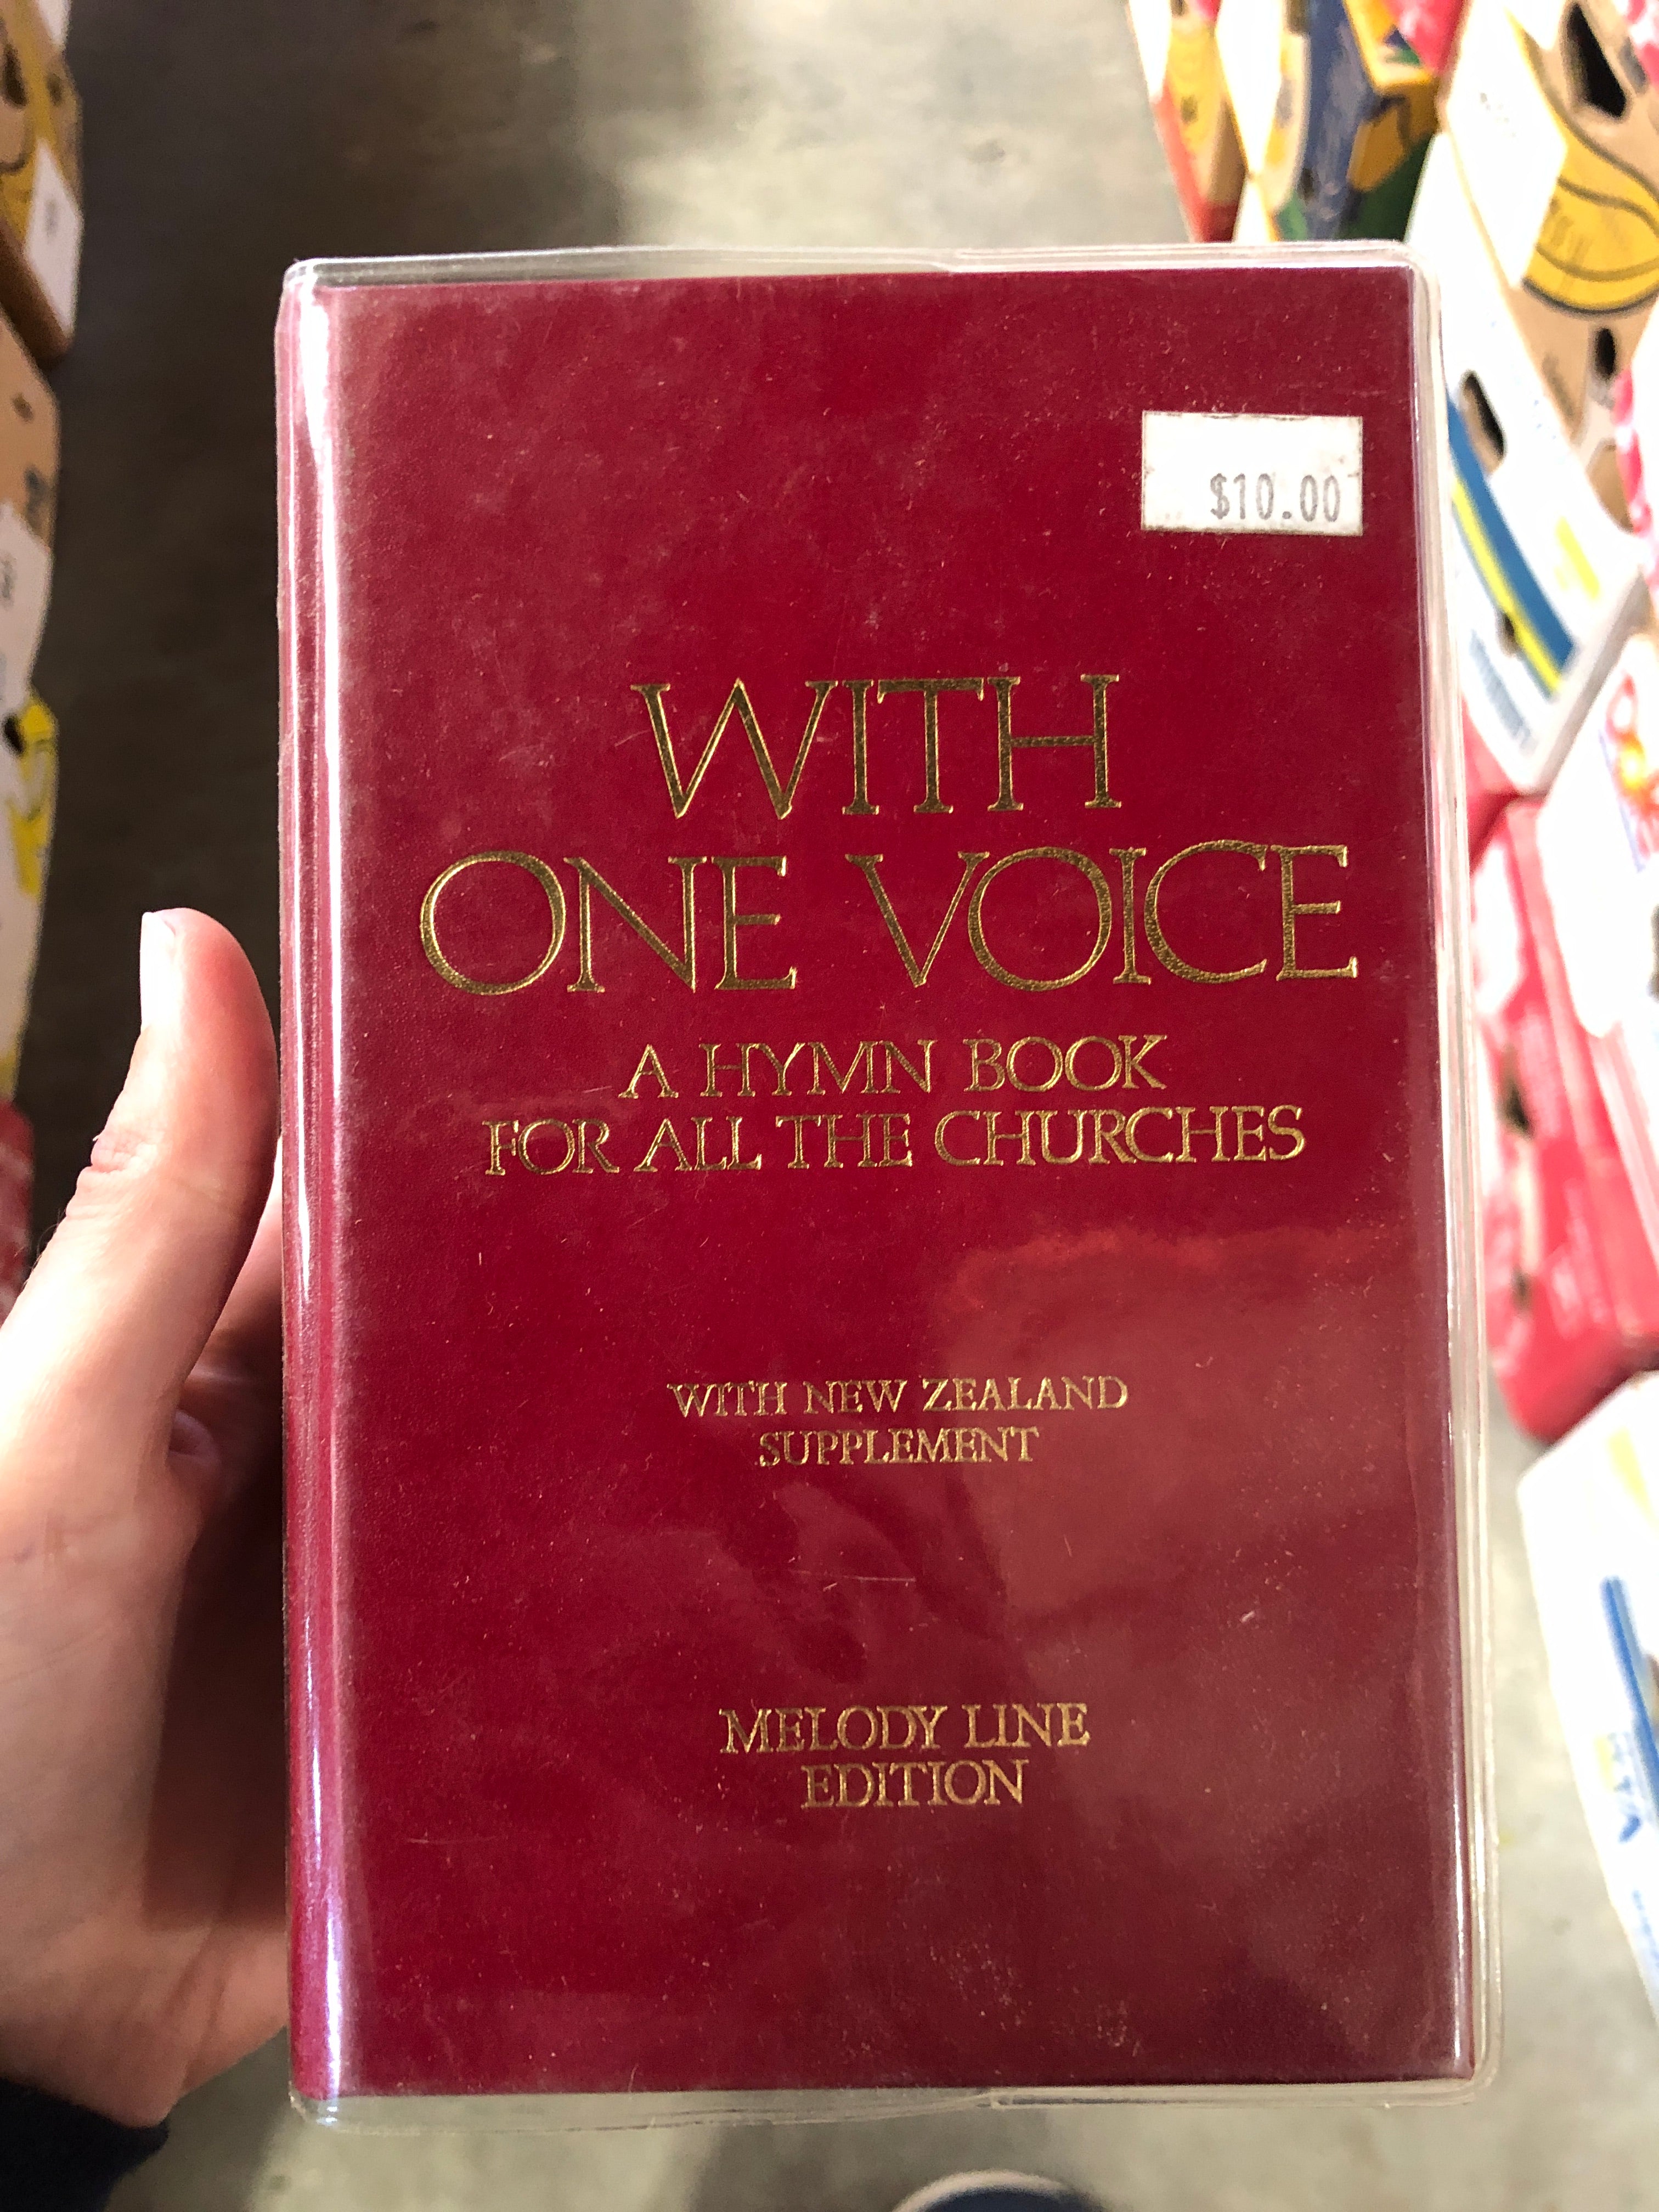 $10.00
WITH
ONE VOICE
A HYMN BOOK
FOR ALL THE CHURCHES
WITH NEW ZEALAND
SUPPLEMENT
MELODY LINE
EDITION